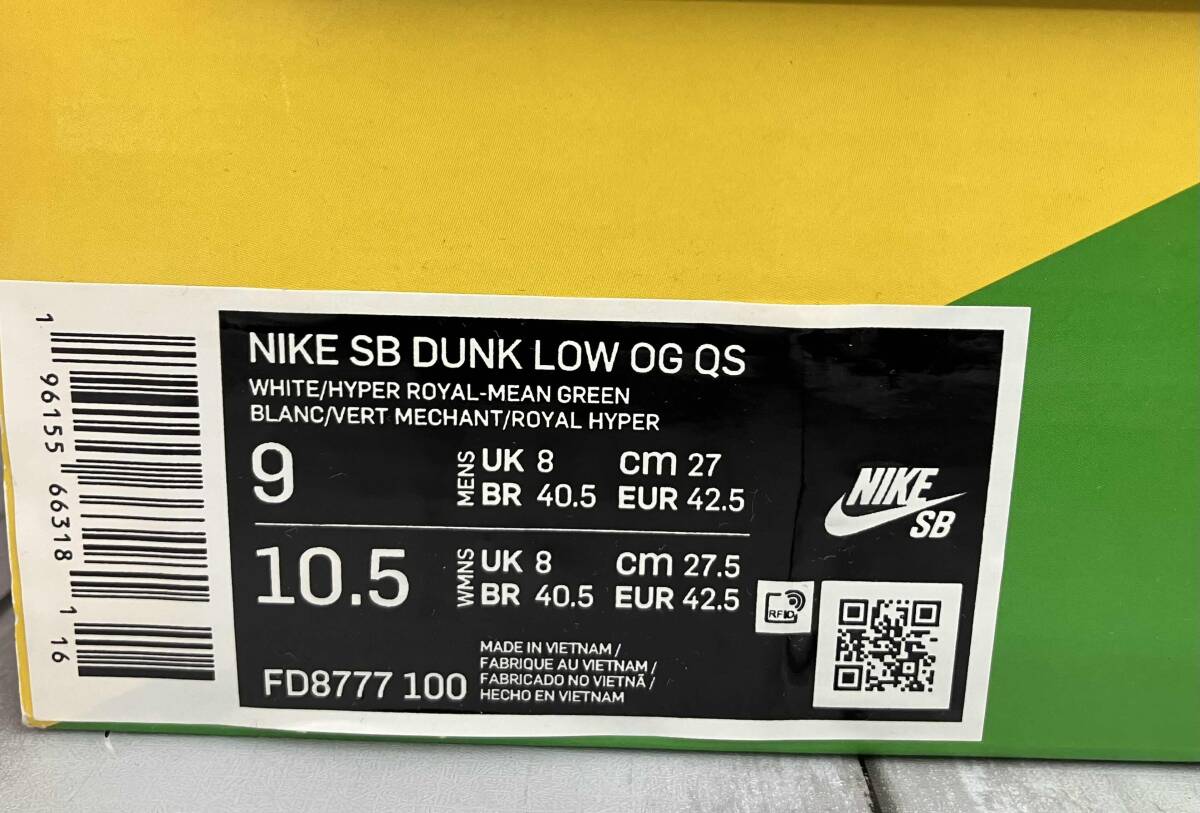 1 96155 66318 1 16
NIKE SB DUNK LOW OG QS
WHITE/HYPER ROYAL-MEAN GREEN
BLANC/VERT MECHANT/ROYAL HYPER
9
MENS
UK 8 cm 27
BR 40.5 EUR 42.5
10.5
WMNS
UK 8 cm 27.5
BR 40.5 EUR 42.5
NIKE
SB
RFID
FD8777 100
MADE IN VIETNAM /
FABRIQUE AU VIETNAM /
FABRICADO NO VIETNÃ /
HECHO EN VIETNAM